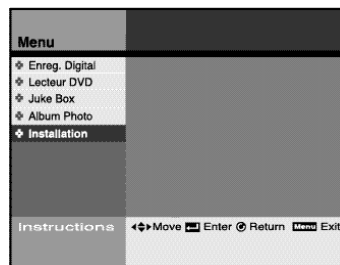 Menu
Enreg. Digital
Lecteur DVD
Juke Box
Album Photo
Installation
Instructions Move Enter Return Menu Exit